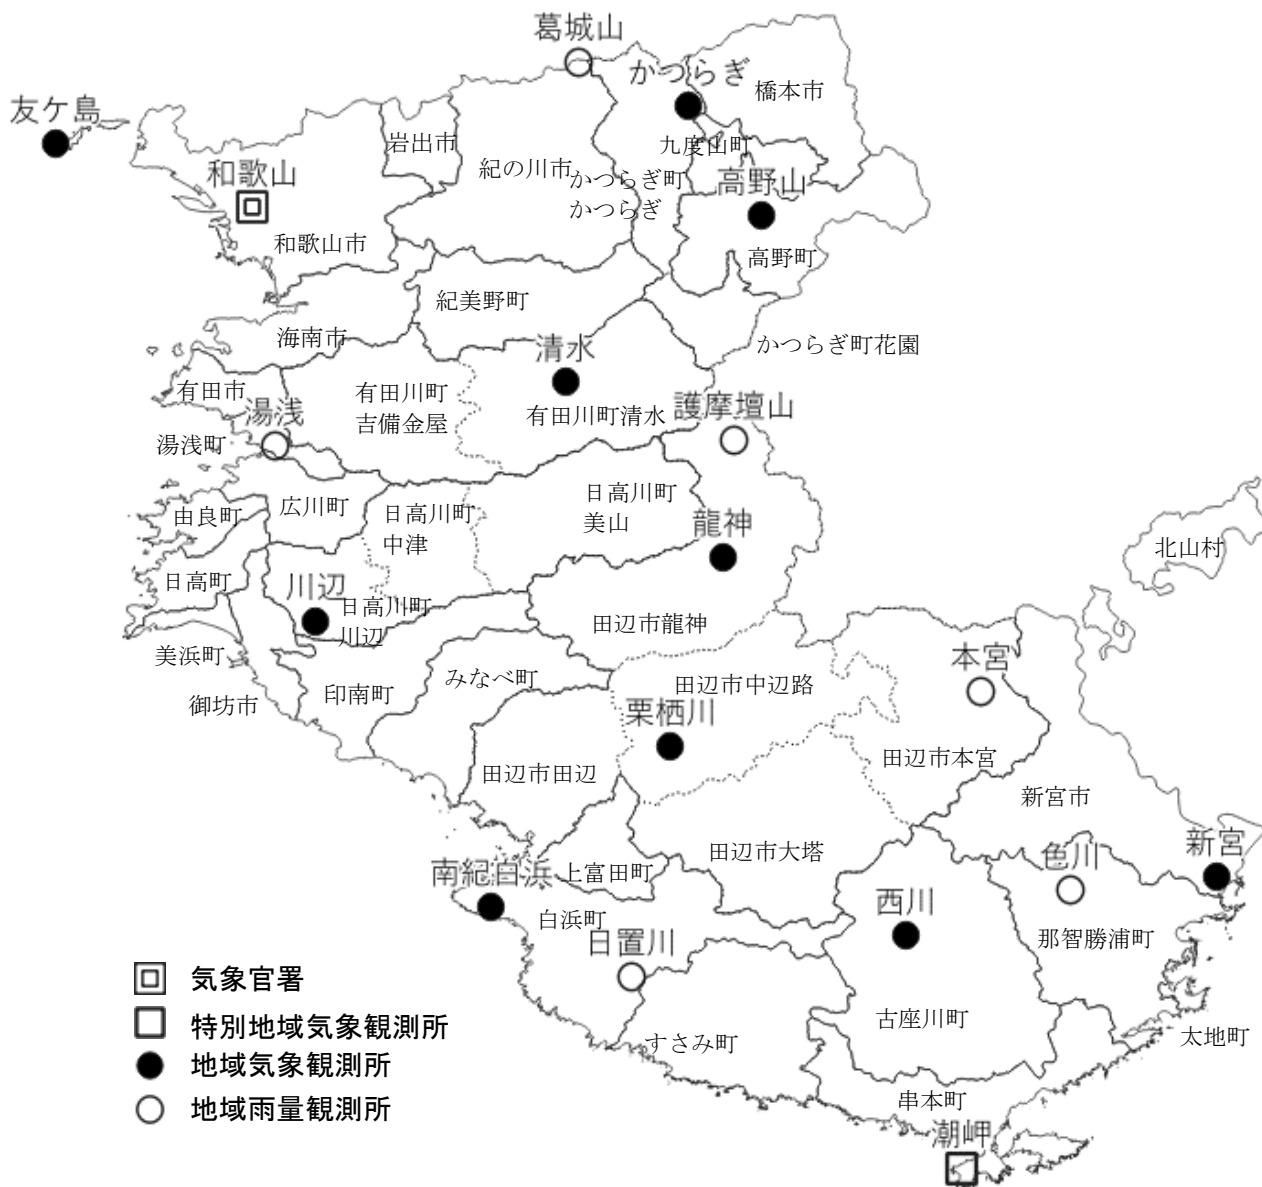 葛城山
かつらぎ
橋本市
友ケ島
岩出市
九度山町
和歌山
紀の川市
かつらぎ町
かつらぎ
高野山
和歌山市
高野町
紀美野町
海南市
清水
かつらぎ町花園
有田市
有田川町
吉備金屋
湯浅
有田川町清水
護摩壇山
湯浅町
広川町
由良町
日高川町
中津
日高川町
美山
龍神
北山村
日高町
川辺
日高川町
川辺
田辺市龍神
美浜町
御坊市
印南町
みなべ町
田辺市中辺路
本宮
栗栖川
田辺市田辺
田辺市本宮
新宮市
田辺市大塔
色川
新宮
南紀白浜
上富田町
白浜町
日置川
西川
那智勝浦町
古座川町
すさみ町
太地町
串本町
潮岬
気象官署
特別地域気象観測所
地域気象観測所
地域雨量観測所